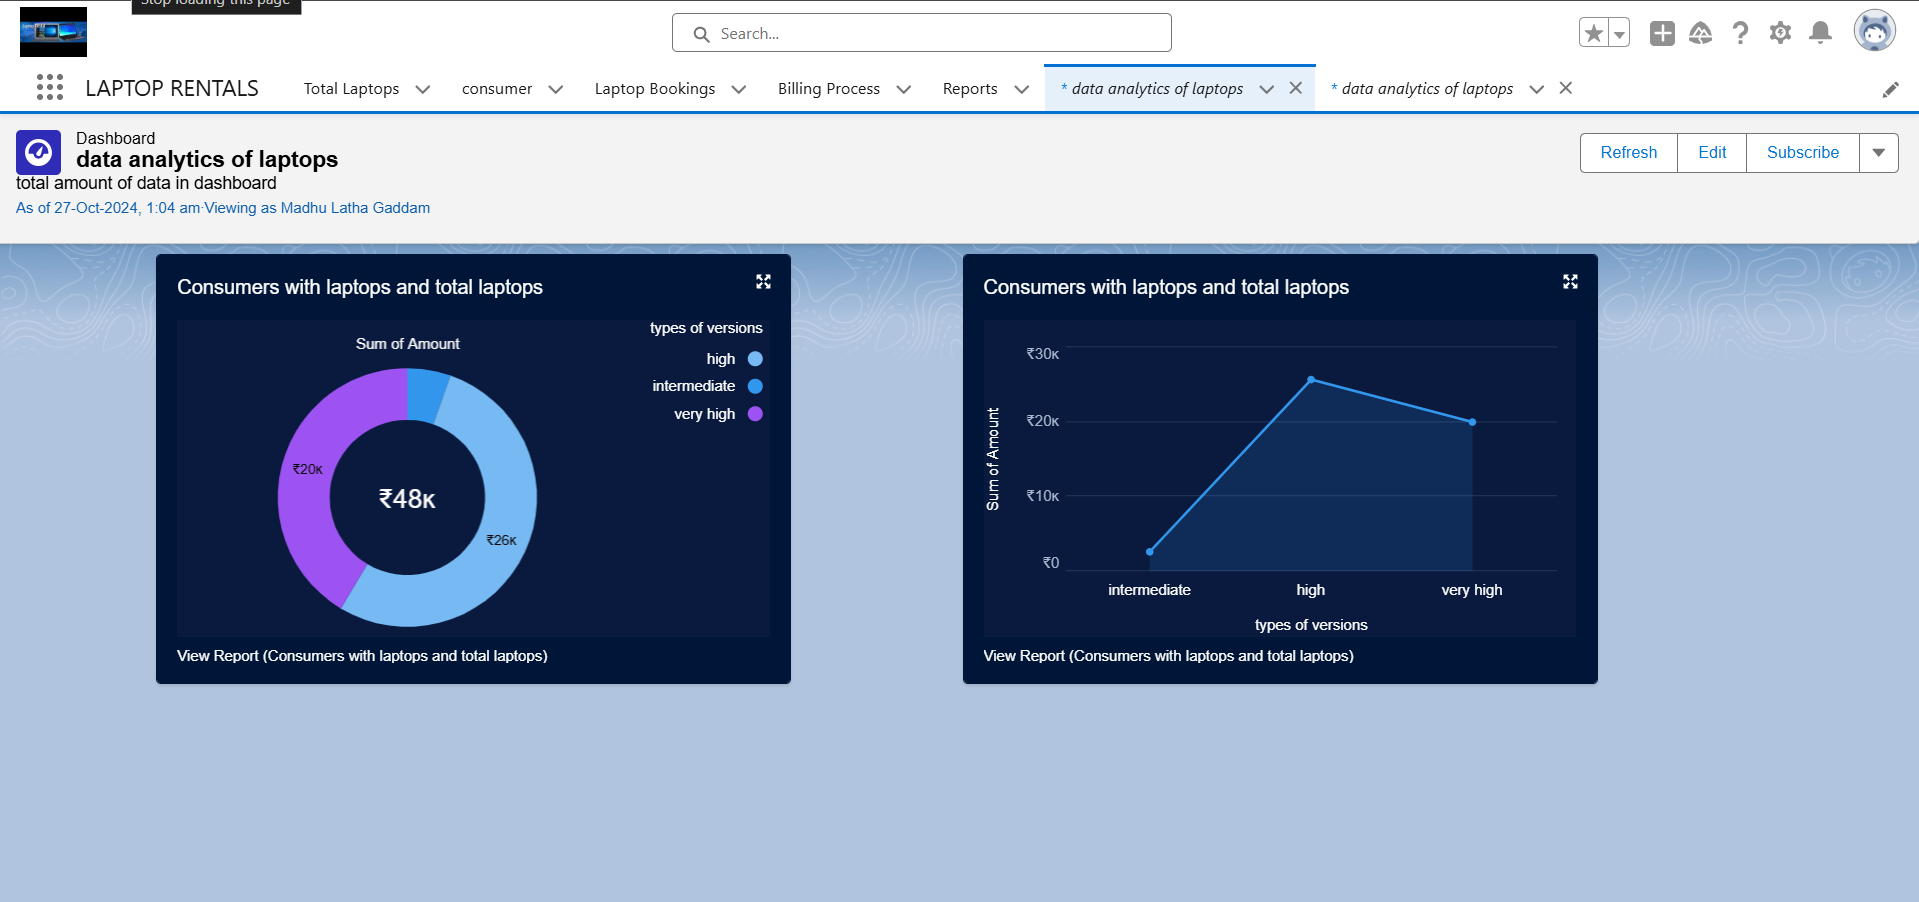 Stop loading this page
Search...
LAPTOP RENTALS
Total Laptops
consumer
Laptop Bookings
Billing Process
Reports
* data analytics of laptops
* data analytics of laptops
Dashboard
data analytics of laptops
total amount of data in dashboard
As of 27-Oct-2024, 1:04 am·Viewing as Madhu Latha Gaddam
Refresh
Edit
Subscribe
Consumers with laptops and total laptops
Sum of Amount
types of versions
high
intermediate
very high
₹20K
₹48K
₹26K
View Report (Consumers with laptops and total laptops)
Consumers with laptops and total laptops
Sum of Amount
₹30K
₹20K
₹10K
₹0
intermediate
high
very high
types of versions
View Report (Consumers with laptops and total laptops)